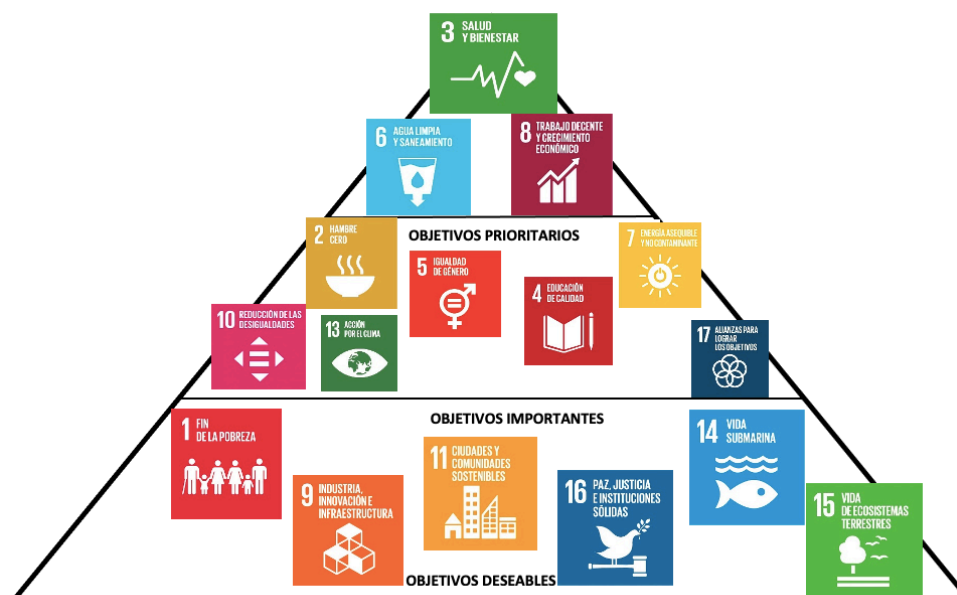 3 SALUD
Y BIENESTAR
6 AGUA LIMPIA
Y SANEAMIENTO
8 TRABAJO DECENTE
Y CRECIMIENTO
ECONÓMICO
OBJETIVOS PRIORITARIOS
2 HAMBRE
CERO
5 IGUALDAD
DE GÉNERO
4 EDUCACIÓN
DE CALIDAD
7 ENERGÍA ASEQUIBLE
Y NO CONTAMINANTE
10 REDUCCIÓN DE LAS
DESIGUALDADES
13 ACCIÓN
POR EL CLIMA
17 ALIANZAS PARA
LOGRAR
LOS OBJETIVOS
OBJETIVOS IMPORTANTES
1 FIN
DE LA POBREZA
9 INDUSTRIA,
INNOVACIÓN E
INFRAESTRUCTURA
11 CIUDADES Y
COMUNIDADES
SOSTENIBLES
16 PAZ, JUSTICIA
E INSTITUCIONES
SÓLIDAS
14 VIDA
SUBMARINA
15 VIDA
DE ECOSISTEMAS
TERRESTRES
OBJETIVOS DESEABLES